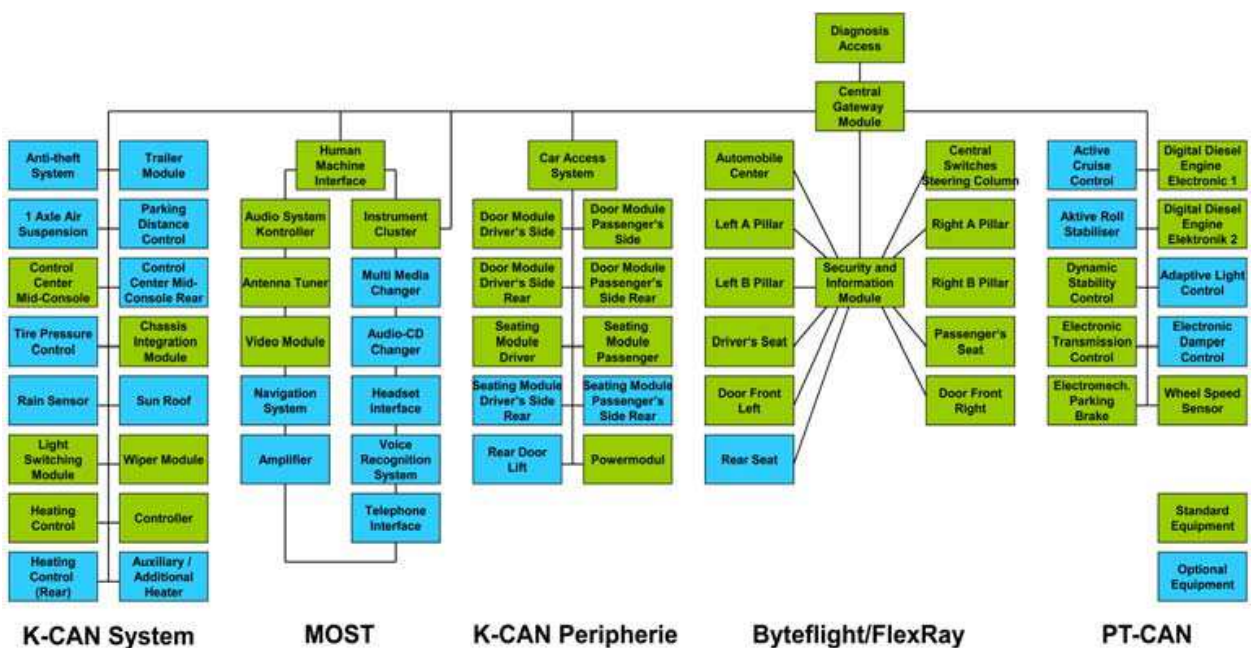 Diagnosis
Access
Central
Gateway
Module
Anti-theft
System
Trailer
Module
1 Axle Air
Suspension
Parking
Distance
Control
Control
Center
Mid-Console
Control
Center Mid-
Console Rear
Tire Pressure
Control
Chassis
Integration
Module
Rain Sensor
Sun Roof
Light
Switching
Module
Wiper Module
Heating
Control
Controller
Heating
Control
(Rear)
Auxiliary /
Additional
Heater
K-CAN System
Human
Machine
Interface
Audio System
Kontroller
Instrument
Cluster
Antenna Tuner
Multi Media
Changer
Video Module
Audio-CD
Changer
Navigation
System
Headset
Interface
Amplifier
Voice
Recognition
System
Telephone
Interface
MOST
Car Access
System
Door Module
Driver's Side
Door Module
Passenger's
Side
Door Module
Driver's Side
Rear
Door Module
Passenger's
Side Rear
Seating
Module
Driver
Seating
Module
Passenger
Seating Module
Driver's Side
Rear
Seating Module
Passenger's
Side Rear
Rear Door
Lift
Powermodul
K-CAN Peripherie
Automobile
Center
Central
Switches
Steering Column
Left A Pillar
Right A Pillar
Left B Pillar
Security and
Information
Module
Right B Pillar
Driver's Seat
Passenger's
Seat
Door Front
Left
Door Front
Right
Rear Seat
Byteflight/FlexRay
Active
Cruise
Control
Digital Diesel
Engine
Electronic 1
Aktive Roll
Stabiliser
Digital Diesel
Engine
Elektronik 2
Dynamic
Stability
Control
Adaptive Light
Control
Electronic
Transmission
Control
Electronic
Damper
Control
Electromech.
Parking
Brake
Wheel Speed
Sensor
Standard
Equipment
Optional
Equipment
PT-CAN